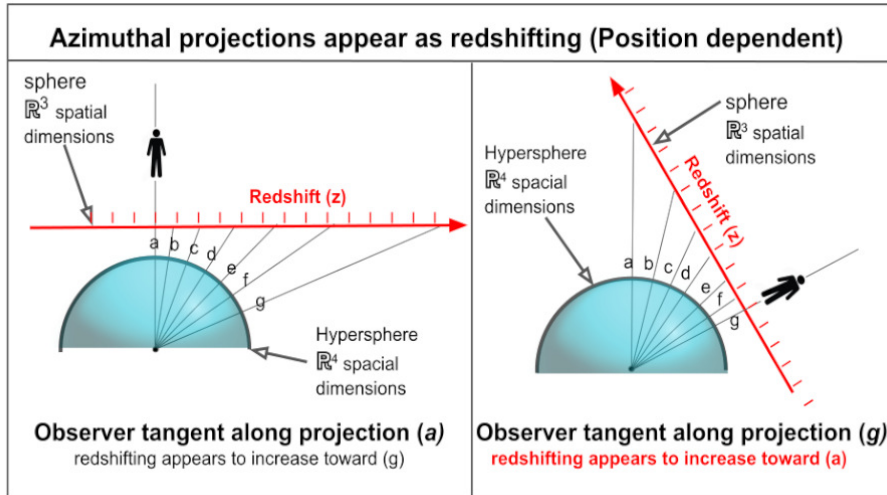 Azimuthal projections appear as redshifting (Position dependent)
sphere
ℝ³ spatial
dimensions
Redshift (z)
a b c d e f g
Hypersphere
ℝ⁴ spacial
dimensions
Observer tangent along projection (a)
redshifting appears to increase toward (g)
sphere
ℝ³ spatial
dimensions
Hypersphere
ℝ⁴ spacial
dimensions
Redshift (z)
a b c d e f g
Observer tangent along projection (g)
redshifting appears to increase toward (a)